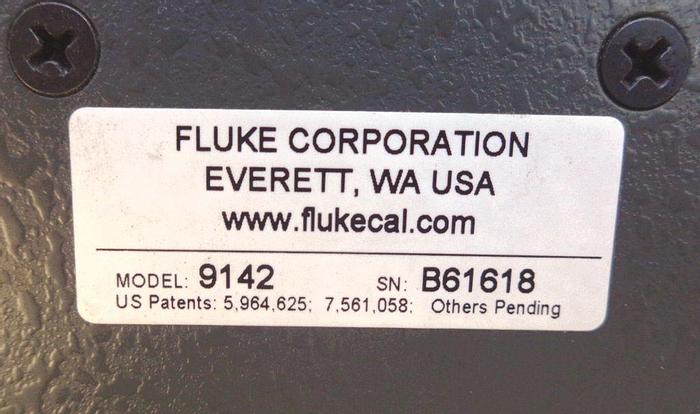 FLUKE CORPORATION
EVERETT, WA USA
www.flukecal.com
MODEL: 9142 SN: B61618
US Patents: 5,964,625; 7,561,058; Others Pending